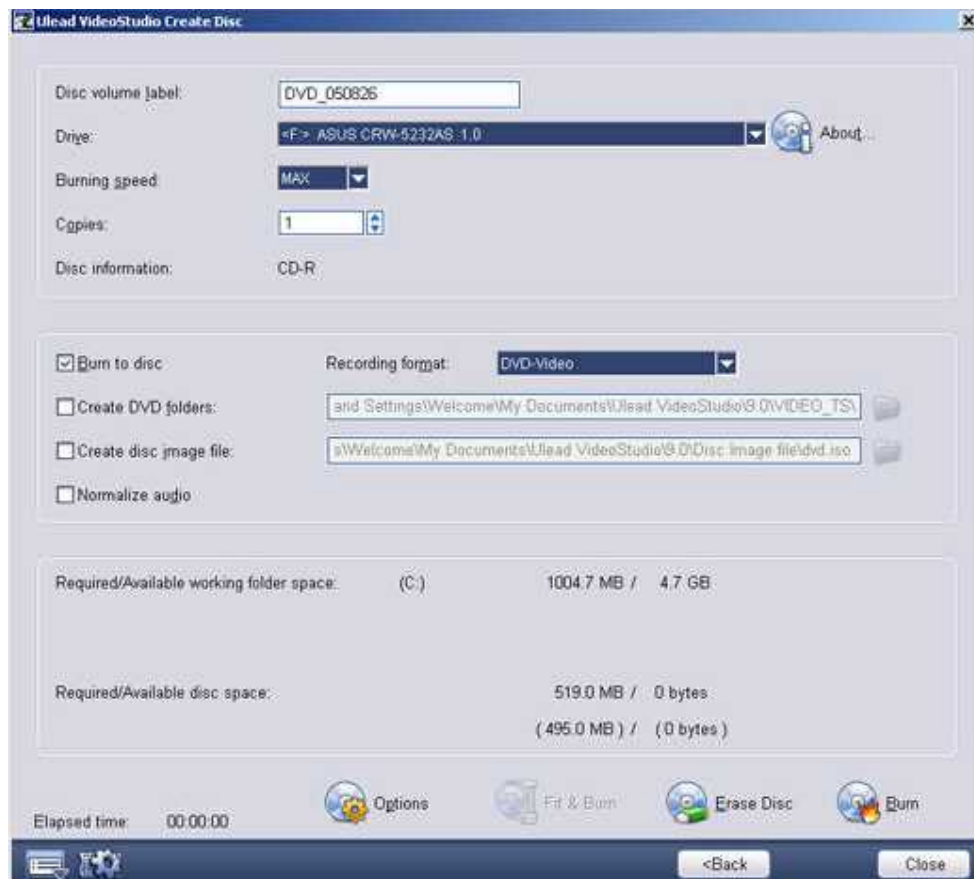 Ulead VideoStudio Create Disc
Disc volume label: DVD_050826
Drive: <F:> ASUS CRW-5232AS 1.0 About...
Burning speed MAX
Copies: 1
Disc information: CD-R
Burn to disc Recording format: DVD-Video
Create DVD folders: and Settings\Welcome\My Documents\Ulead VideoStudio\9.0\VIDEO_TS\
Create disc image file: s\Welcome\My Documents\Ulead VideoStudio\9.0\Disc Image file\dvd.iso
Normalize audio
Required/Available working folder space: (C:) 1004.7 MB / 4.7 GB
Required/Available disc space: 519.0 MB / 0 bytes
( 495.0 MB ) / ( 0 bytes )
Options Fit & Burn Erase Disc Burn
Elapsed time: 00:00:00
<Back Close